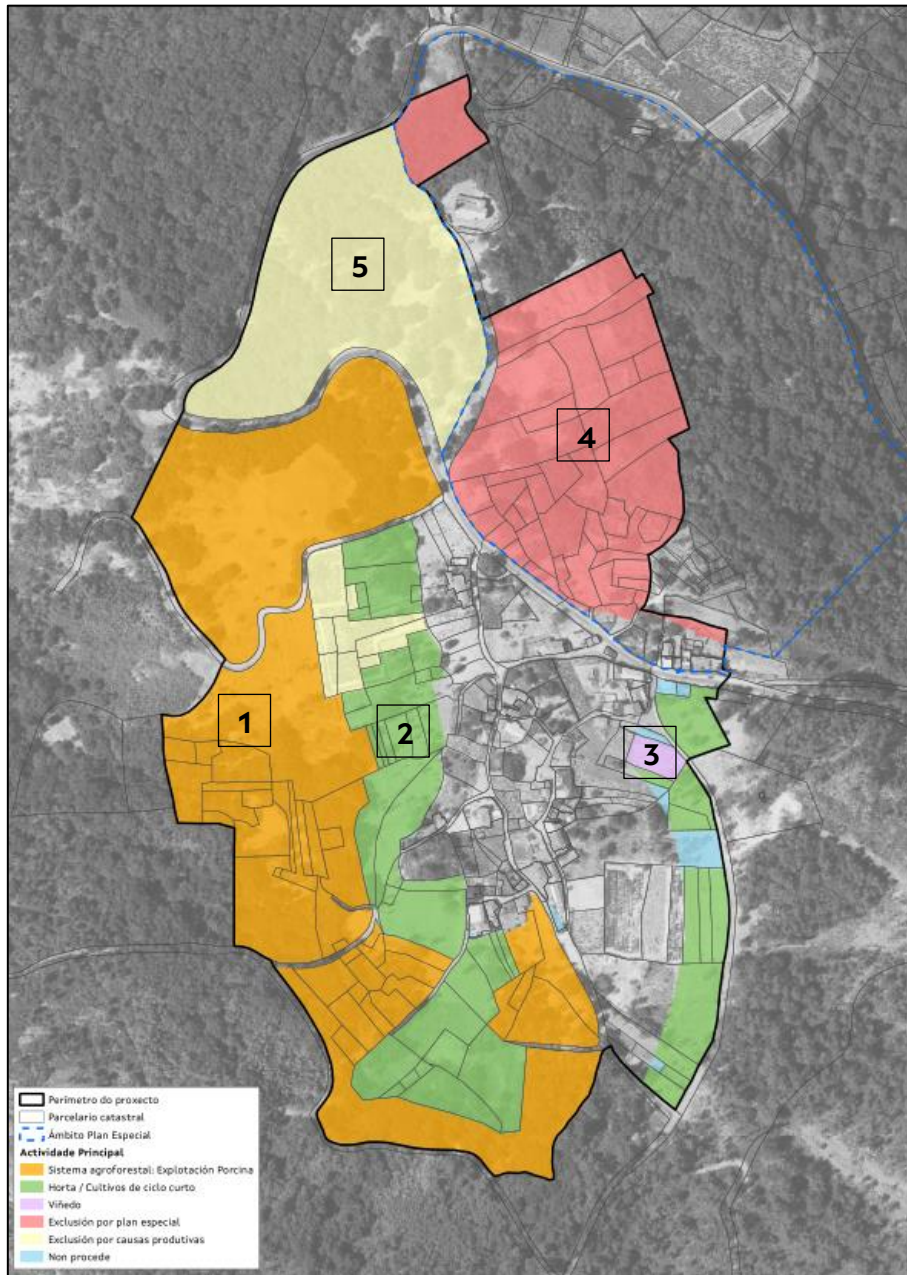 5
4
1
2
3
Perímetro do proxecto
Parcelario catastral
Ámbito Plan Especial
Actividade Principal
Sistema agroforestal: Explotación Porcina
Horta / Cultivos de ciclo curto
Viñedo
Exclusión por plan especial
Exclusión por causas produtivas
Non procede